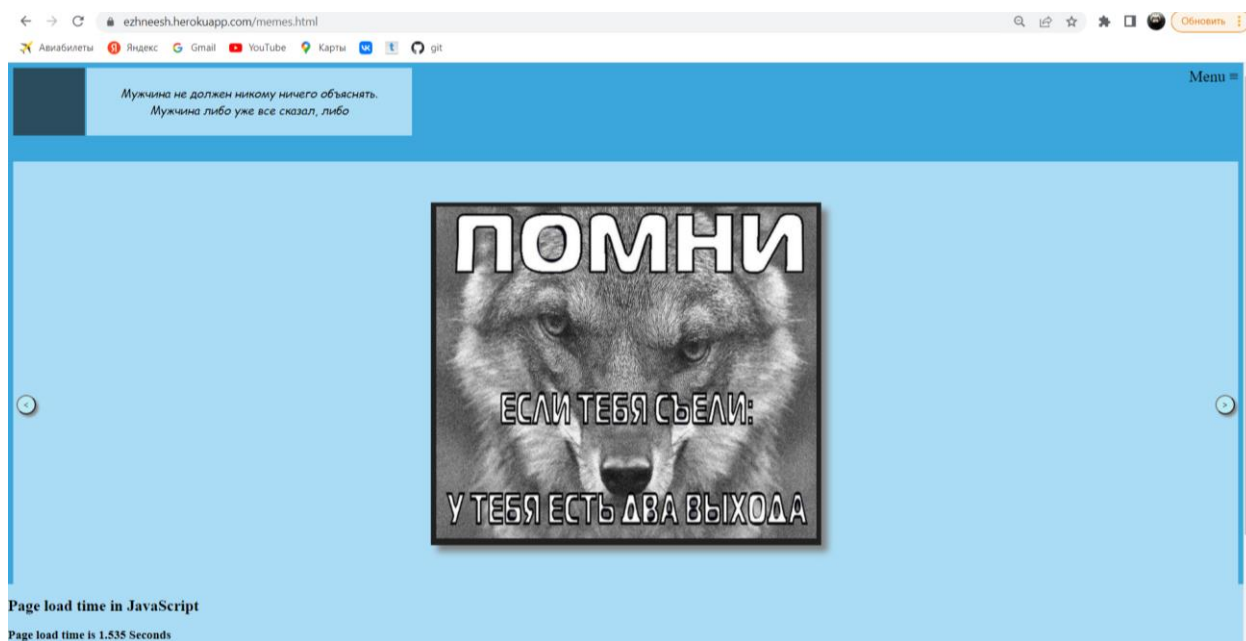 ezhneesh.herokuapp.com/memes.html
Обновить
Авиабилеты Яндекс Gmail YouTube Карты git
Menu ≡
Мужчина не должен никому ничего объяснять.
Мужчина либо уже все сказал, либо
ПОМНИ
ЕСЛИ ТЕБЯ СЪЕЛИ:
У ТЕБЯ ЕСТЬ ДВА ВЫХОДА
< >
Page load time in JavaScript
Page load time is 1.535 Seconds